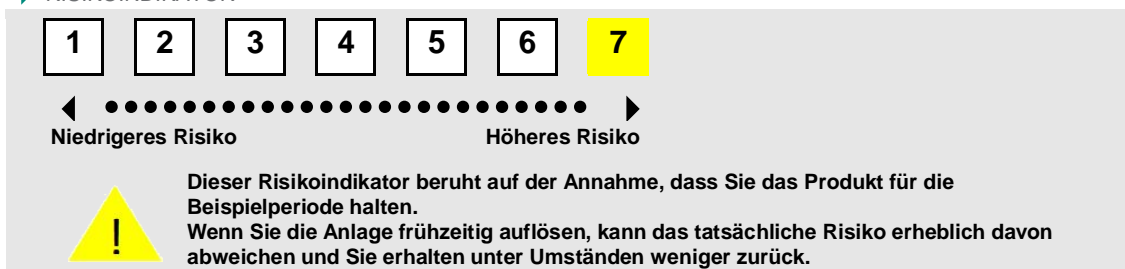 1 2 3 4 5 6 7
Niedrigeres Risiko Höheres Risiko
!
Dieser Risikoindikator beruht auf der Annahme, dass Sie das Produkt für die
Beispielperiode halten.
Wenn Sie die Anlage frühzeitig auflösen, kann das tatsächliche Risiko erheblich davon
abweichen und Sie erhalten unter Umständen weniger zurück.